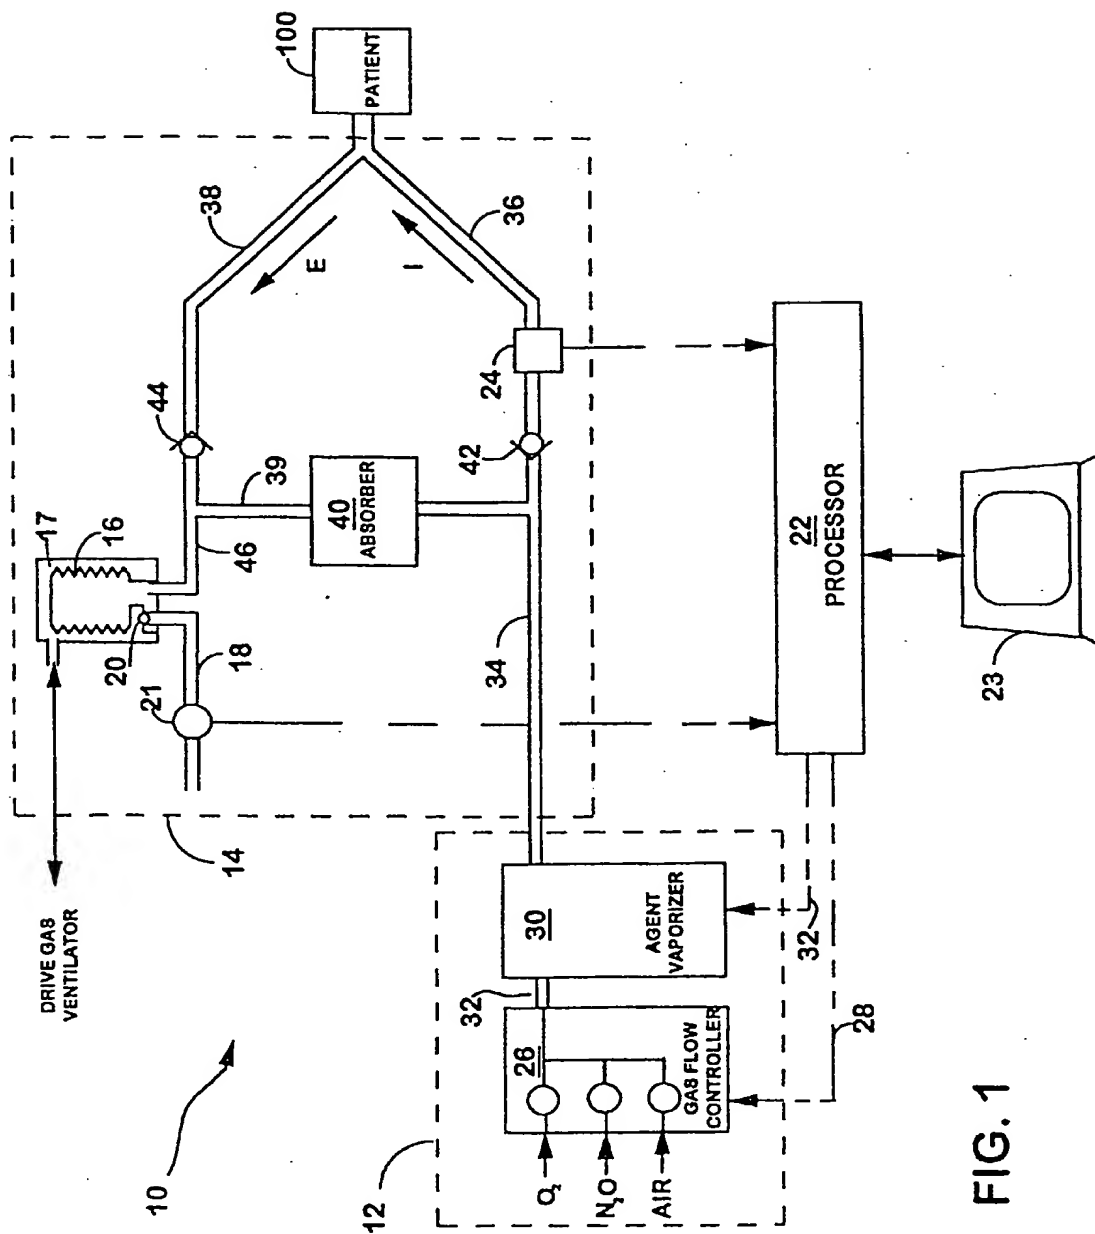 DRIVE GAS
VENTILATOR
17
16
20
21
18
46
44
39
40
ABSORBER
38
E
I
36
100
PATIENT
24
42
34
14
10
12
O₂
N₂O
AIR
26
GAS FLOW
CONTROLLER
32
30
AGENT
VAPORIZER
32
28
22
PROCESSOR
23
FIG. 1